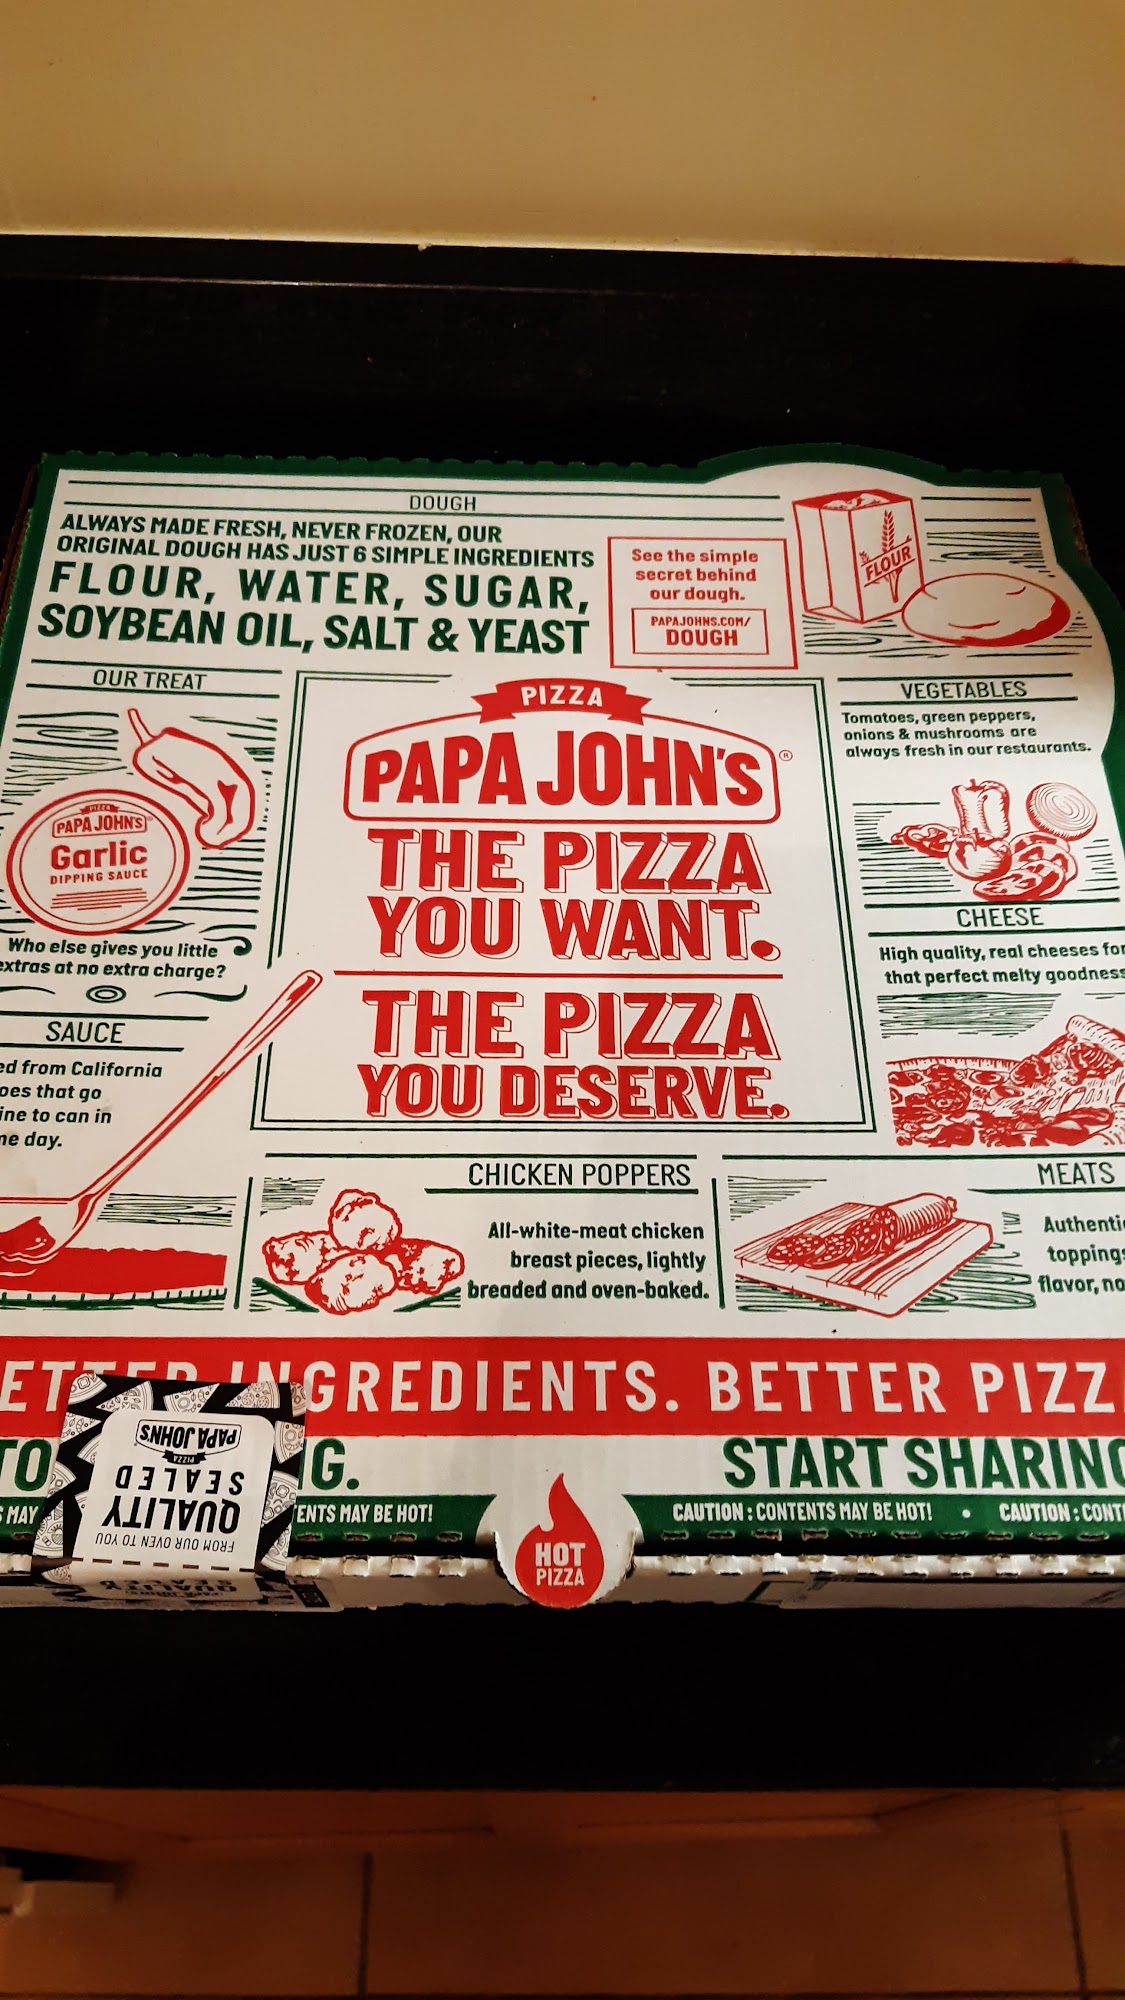 DOUGH
ALWAYS MADE FRESH, NEVER FROZEN, OUR
ORIGINAL DOUGH HAS JUST 6 SIMPLE INGREDIENTS
FLOUR, WATER, SUGAR,
SOYBEAN OIL, SALT & YEAST
See the simple
secret behind
our dough.
PAPAJOHNS.COM/
DOUGH
FLOUR
OUR TREAT
PIZZA
PAPA JOHN'S
Garlic
DIPPING SAUCE
Who else gives you little
extras at no extra charge?
SAUCE
ed from California
oes that go
ine to can in
me day.
PIZZA
PAPA JOHN'S®
THE PIZZA
YOU WANT.
THE PIZZA
YOU DESERVE.
VEGETABLES
Tomatoes, green peppers,
onions & mushrooms are
always fresh in our restaurants.
CHEESE
High quality, real cheeses for
that perfect melty goodness
CHICKEN POPPERS
All-white-meat chicken
breast pieces, lightly
breaded and oven-baked.
MEATS
Authenti
toppings
flavor, no
ETTER INGREDIENTS. BETTER PIZZ
TO
G.
START SHARING
S MAY
ENTS MAY BE HOT!
CAUTION : CONTENTS MAY BE HOT! • CAUTION : CONT
HOT
PIZZA
FROM OUR OVEN TO YOU
QUALITY
SEALED
PIZZA
PAPA JOHN'S